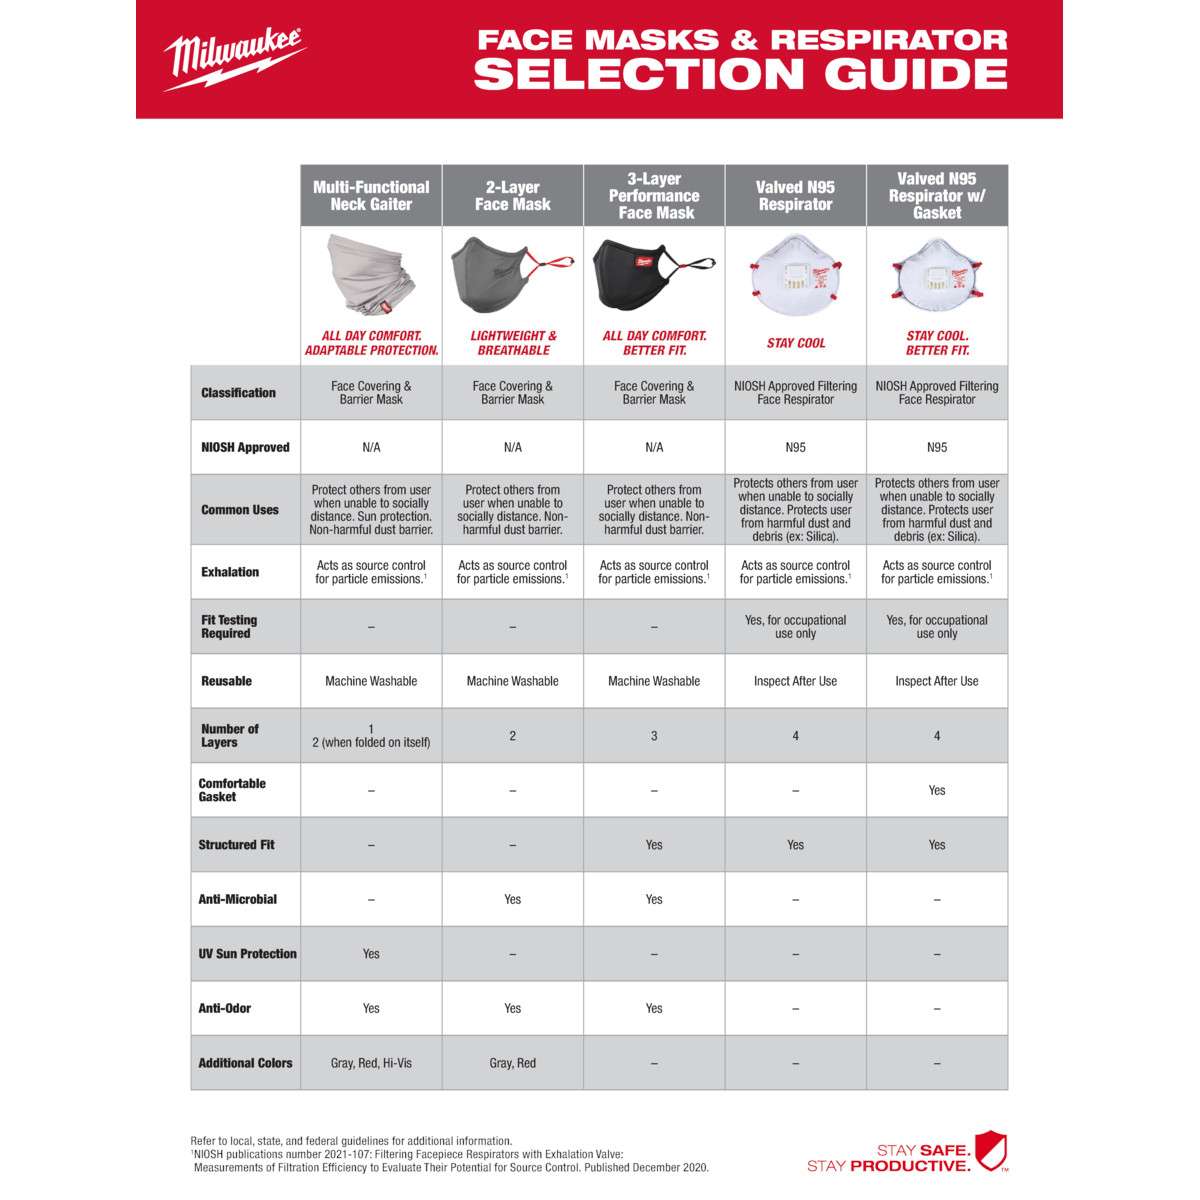 Milwaukee
FACE MASKS & RESPIRATOR
SELECTION GUIDE
Multi-Functional
Neck Gaiter
2-Layer
Face Mask
3-Layer
Performance
Face Mask
Valved N95
Respirator
Valved N95
Respirator w/
Gasket
ALL DAY COMFORT.
ADAPTABLE PROTECTION.
LIGHTWEIGHT &
BREATHABLE
ALL DAY COMFORT.
BETTER FIT.
STAY COOL
STAY COOL.
BETTER FIT.
Classification
Face Covering &
Barrier Mask
Face Covering &
Barrier Mask
Face Covering &
Barrier Mask
NIOSH Approved Filtering
Face Respirator
NIOSH Approved Filtering
Face Respirator
NIOSH Approved
N/A
N/A
N/A
N95
N95
Common Uses
Protect others from user
when unable to socially
distance. Sun protection.
Non-harmful dust barrier.
Protect others from
user when unable to
socially distance. Non-
harmful dust barrier.
Protect others from
user when unable to
socially distance. Non-
harmful dust barrier.
Protects others from user
when unable to socially
distance. Protects user
from harmful dust and
debris (ex: Silica).
Protects others from user
when unable to socially
distance. Protects user
from harmful dust and
debris (ex: Silica).
Exhalation
Acts as source control
for particle emissions.¹
Acts as source control
for particle emissions.¹
Acts as source control
for particle emissions.¹
Acts as source control
for particle emissions.¹
Acts as source control
for particle emissions.¹
Fit Testing
Required
–
–
–
Yes, for occupational
use only
Yes, for occupational
use only
Reusable
Machine Washable
Machine Washable
Machine Washable
Inspect After Use
Inspect After Use
Number of
Layers
1
2 (when folded on itself)
2
3
4
4
Comfortable
Gasket
–
–
–
–
Yes
Structured Fit
–
–
Yes
Yes
Yes
Anti-Microbial
–
Yes
Yes
–
–
UV Sun Protection
Yes
–
–
–
–
Anti-Odor
Yes
Yes
Yes
–
–
Additional Colors
Gray, Red, Hi-Vis
Gray, Red
–
–
–
Refer to local, state, and federal guidelines for additional information.
¹NIOSH publications number 2021-107: Filtering Facepiece Respirators with Exhalation Valve:
Measurements of Filtration Efficiency to Evaluate Their Potential for Source Control. Published December 2020.
STAY SAFE.
STAY PRODUCTIVE.
™